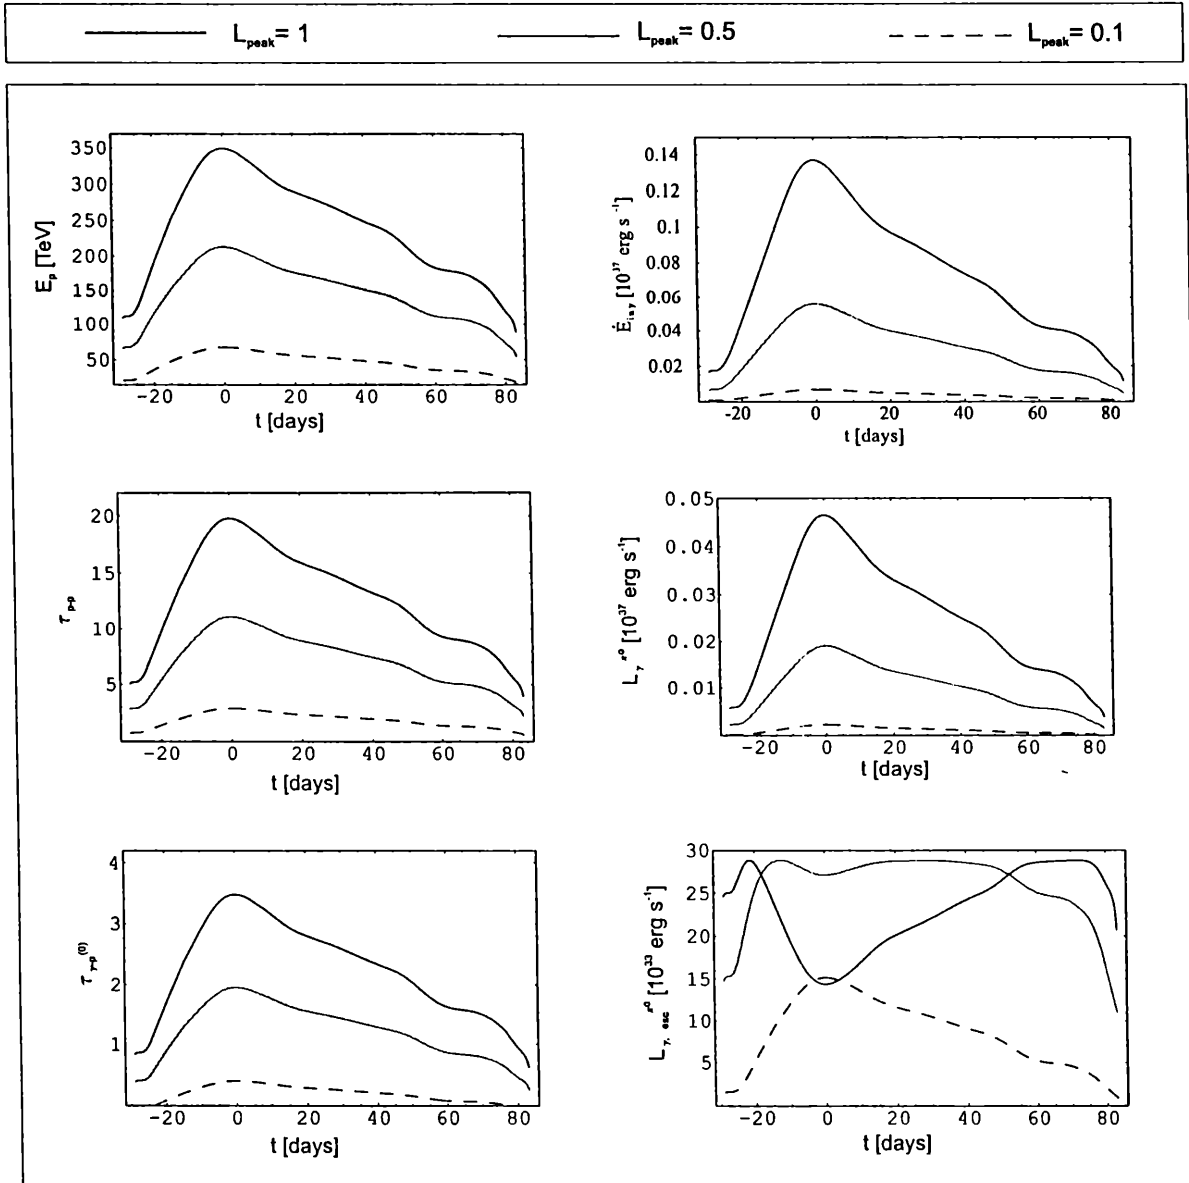 L_peak= 1 L_peak= 0.5 L_peak= 0.1
E_p [TeV]
350
300
250
200
150
100
50
-20 0 20 40 60 80
t [days]
Ė [10^37 erg s^-1]
0.14
0.12
0.1
0.08
0.06
0.04
0.02
-20 0 20 40 60 80
t [days]
τ_p-p
20
15
10
5
-20 0 20 40 60 80
t [days]
L_γ^π⁰ [10^37 erg s^-1]
0.05
0.04
0.03
0.02
0.01
-20 0 20 40 60 80
t [days]
τ_γ-p^(0)
4
3
2
1
-20 0 20 40 60 80
t [days]
L_γ, esc^π⁰ [10^33 erg s^-1]
30
25
20
15
10
5
-20 0 20 40 60 80
t [days]